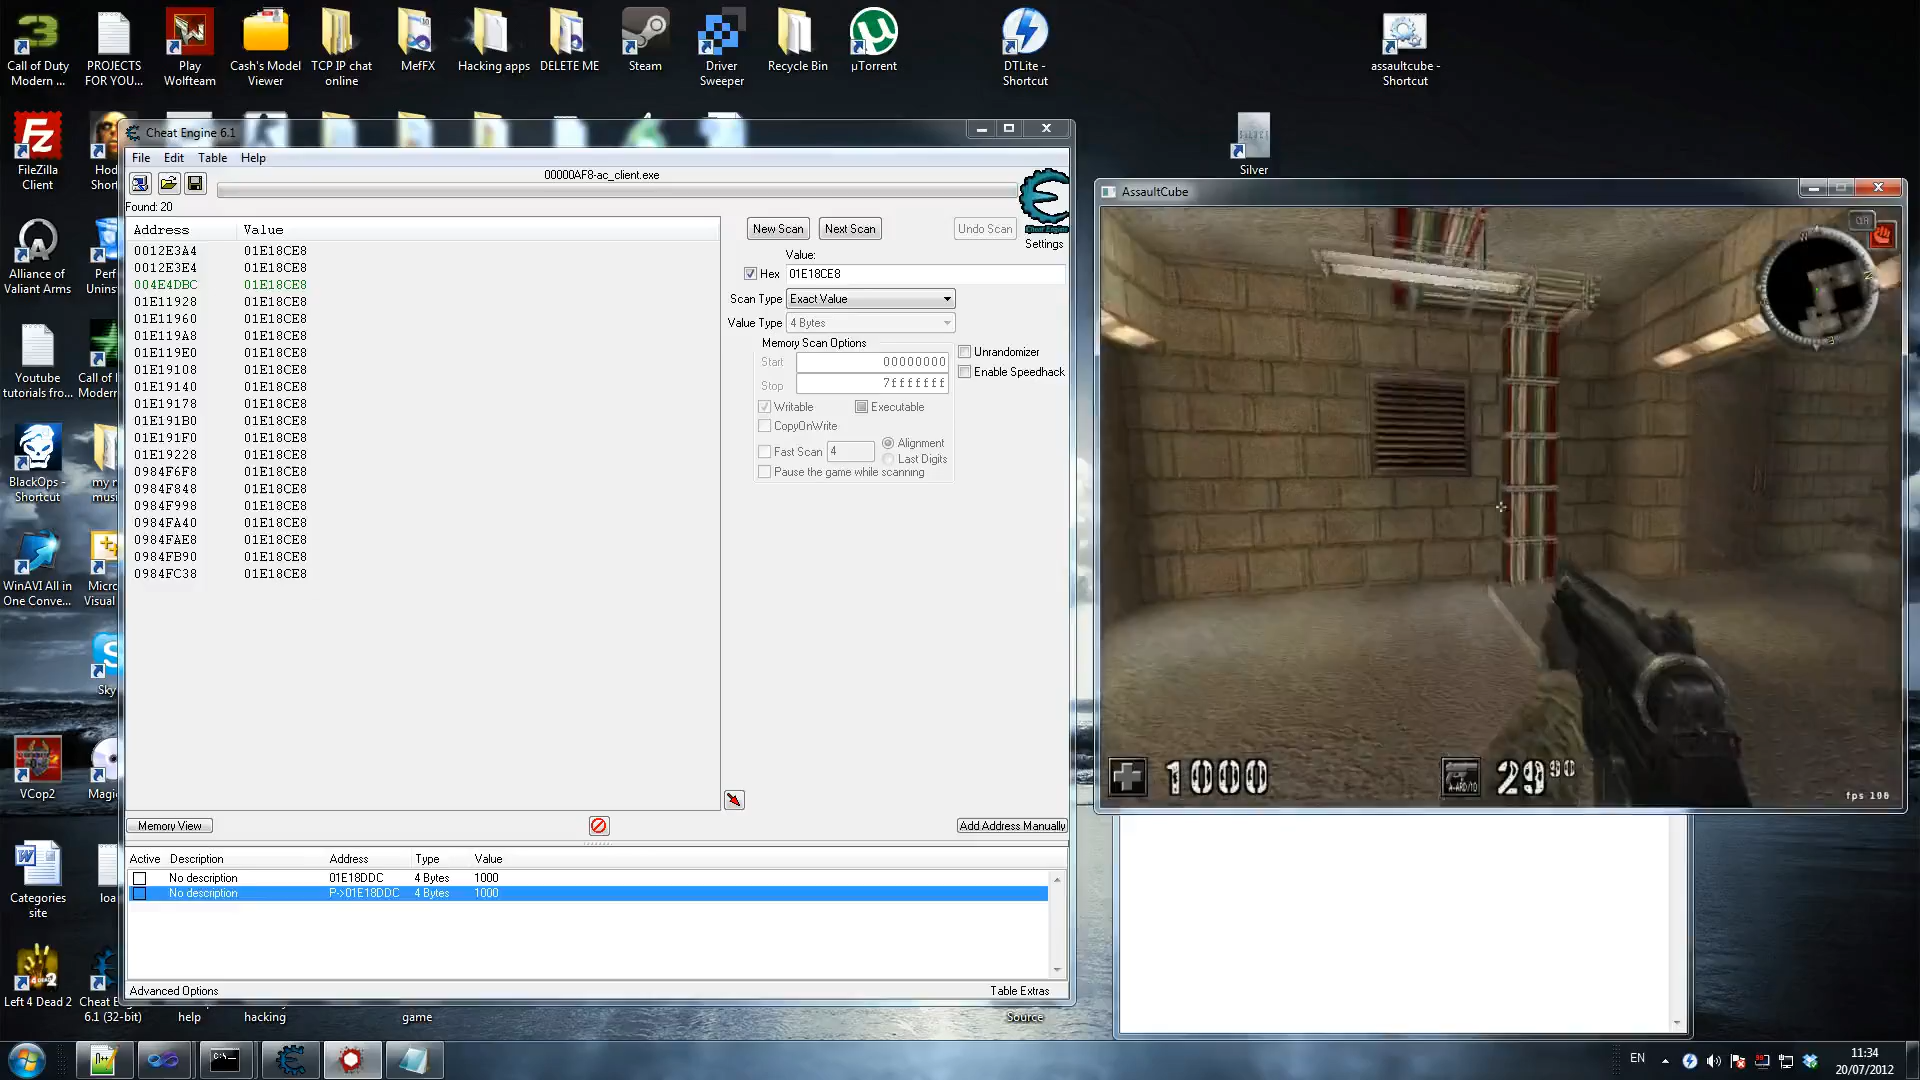 Call of Duty
Modern ...
PROJECTS
FOR YOU...
Play
Wolfteam
Cash's Model
Viewer
TCP IP chat
online
MefFX
Hacking apps
DELETE ME
Steam
Driver
Sweeper
Recycle Bin
µTorrent
DTLite -
Shortcut
assaultcube -
Shortcut
FileZilla
Client
Silver
Alliance of
Valiant Arms
Youtube
tutorials fro...
Call of
Modern
BlackOps -
Shortcut
WinAVI All in
One Conve...
VCop2
Categories
site
Left 4 Dead 2
Cheat
6.1 (32-bit)
help
hacking
game
Source
Cheat Engine 6.1
File Edit Table Help
00000AF8-ac_client.exe
Found: 20
Address Value
0012E3A4 01E18CE8
0012E3E4 01E18CE8
004E4DBC 01E18CE8
01E11928 01E18CE8
01E11960 01E18CE8
01E119A8 01E18CE8
01E119E0 01E18CE8
01E19108 01E18CE8
01E19140 01E18CE8
01E19178 01E18CE8
01E191B0 01E18CE8
01E191F0 01E18CE8
01E19228 01E18CE8
0984F6F8 01E18CE8
0984F848 01E18CE8
0984F998 01E18CE8
0984FA40 01E18CE8
0984FAE8 01E18CE8
0984FB90 01E18CE8
0984FC38 01E18CE8
New Scan Next Scan Undo Scan
Cheat Engine
Settings
Value:
Hex 01E18CE8
Scan Type Exact Value
Value Type 4 Bytes
Memory Scan Options
Start 00000000
Stop 7fffffff
Unrandomizer
Enable Speedhack
Writable Executable
CopyOnWrite
Fast Scan 4 Alignment
Last Digits
Pause the game while scanning
Memory View
Add Address Manually
Active Description Address Type Value
No description 01E18DDC 4 Bytes 1000
No description P->01E18DDC 4 Bytes 1000
Advanced Options Table Extras
AssaultCube
1000
29 90
fps 198
EN
11:34
20/07/2012